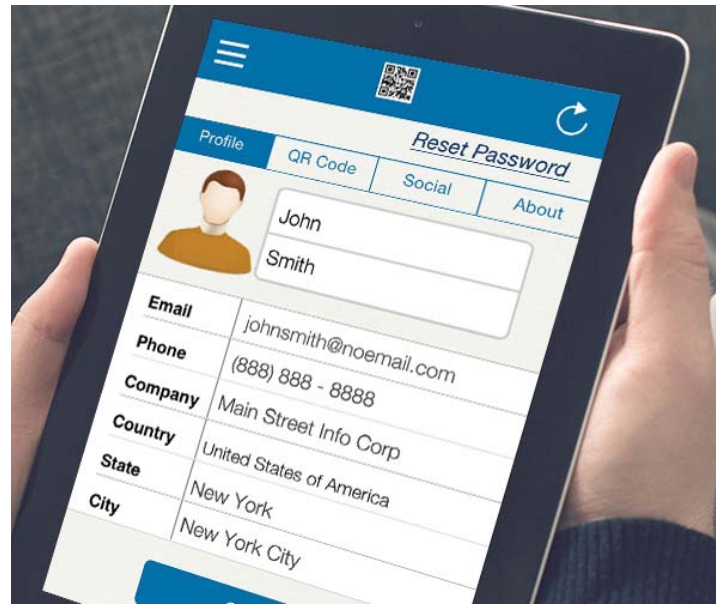 Reset Password
Profile QR Code Social About
John
Smith
Email johnsmith@noemail.com
Phone (888) 888 - 8888
Company Main Street Info Corp
Country United States of America
State New York
City New York City